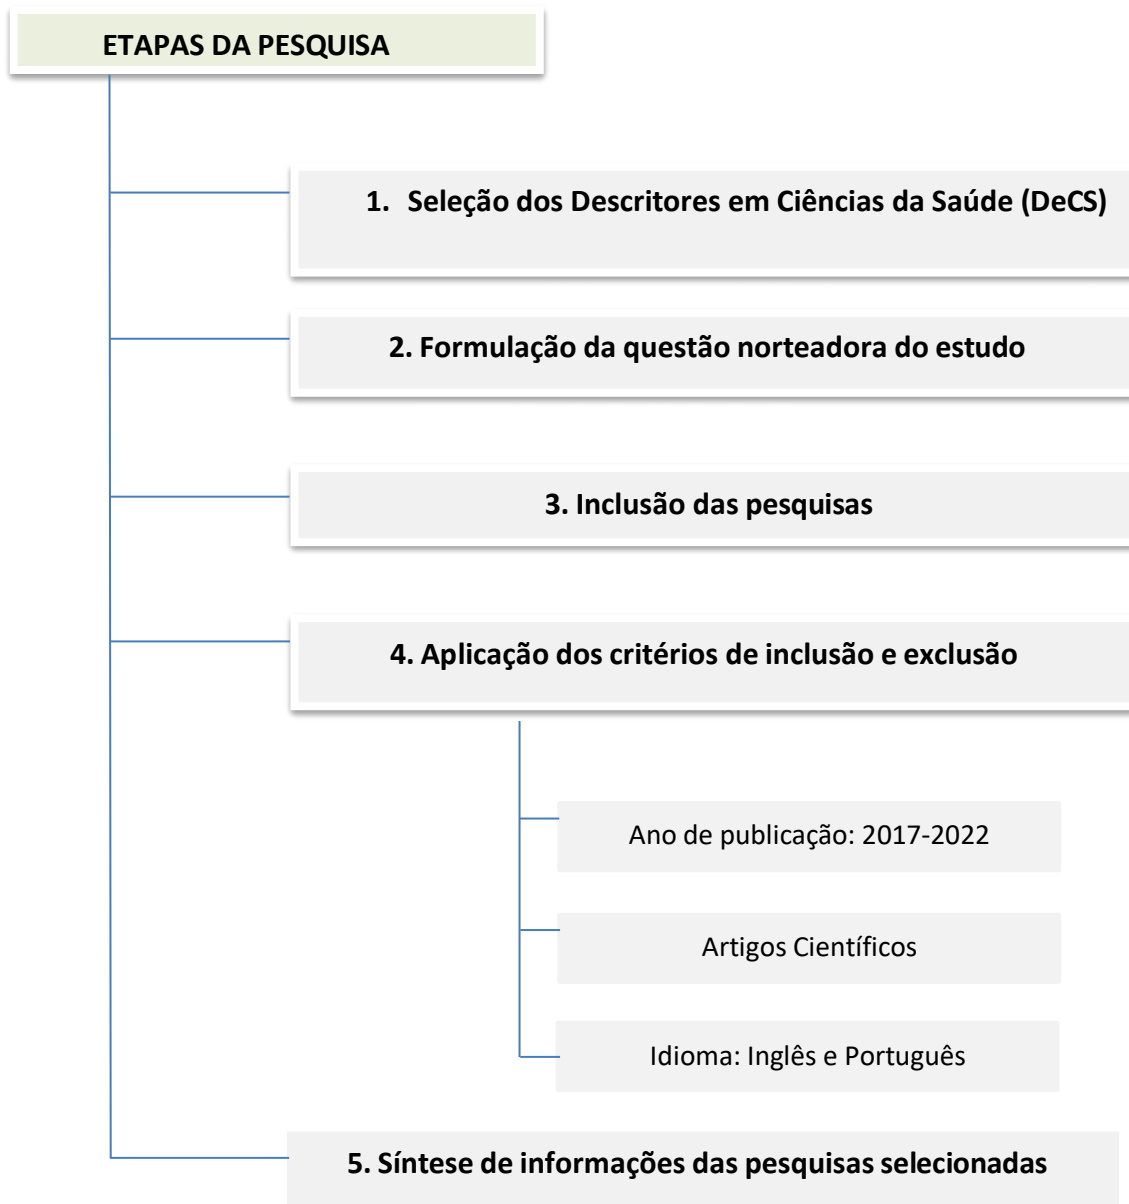 ETAPAS DA PESQUISA
1. Seleção dos Descritores em Ciências da Saúde (DeCS)
2. Formulação da questão norteadora do estudo
3. Inclusão das pesquisas
4. Aplicação dos critérios de inclusão e exclusão
Ano de publicação: 2017-2022
Artigos Científicos
Idioma: Inglês e Português
5. Síntese de informações das pesquisas selecionadas